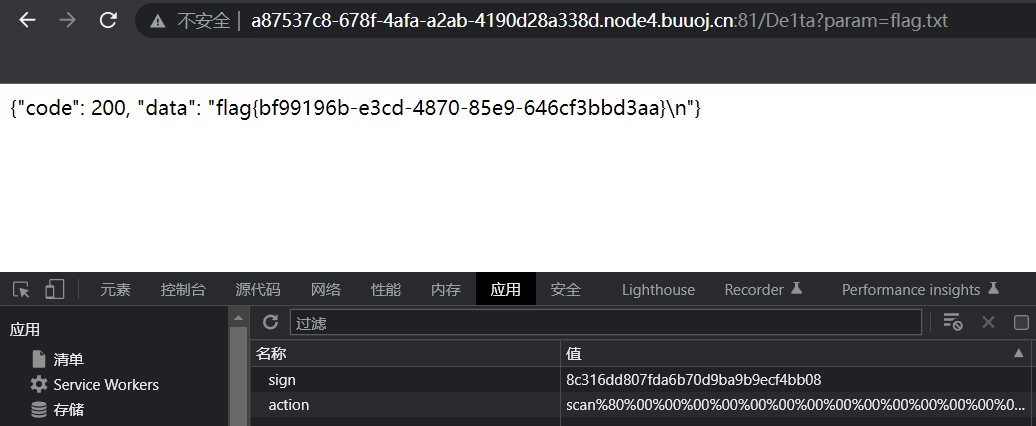 不安全 | a87537c8-678f-4afa-a2ab-4190d28a338d.node4.buuoj.cn:81/De1ta?param=flag.txt
{"code": 200, "data": "flag{bf99196b-e3cd-4870-85e9-646cf3bbd3aa}\n"}
元素 控制台 源代码 网络 性能 内存 应用 安全 Lighthouse Recorder Performance insights
应用
过滤
清单
Service Workers
存储
名称 值
sign 8c316dd807fda6b70d9ba9b9ecf4bb08
action scan%80%00%00%00%00%00%00%00%00%00%00%00%00%00%00%0...